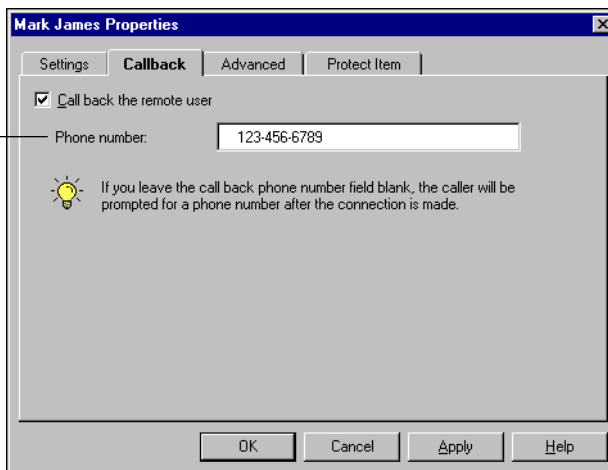 Mark James Properties
Settings Callback Advanced Protect Item
Call back the remote user
Phone number: 123-456-6789
If you leave the call back phone number field blank, the caller will be
prompted for a phone number after the connection is made.
OK Cancel Apply Help